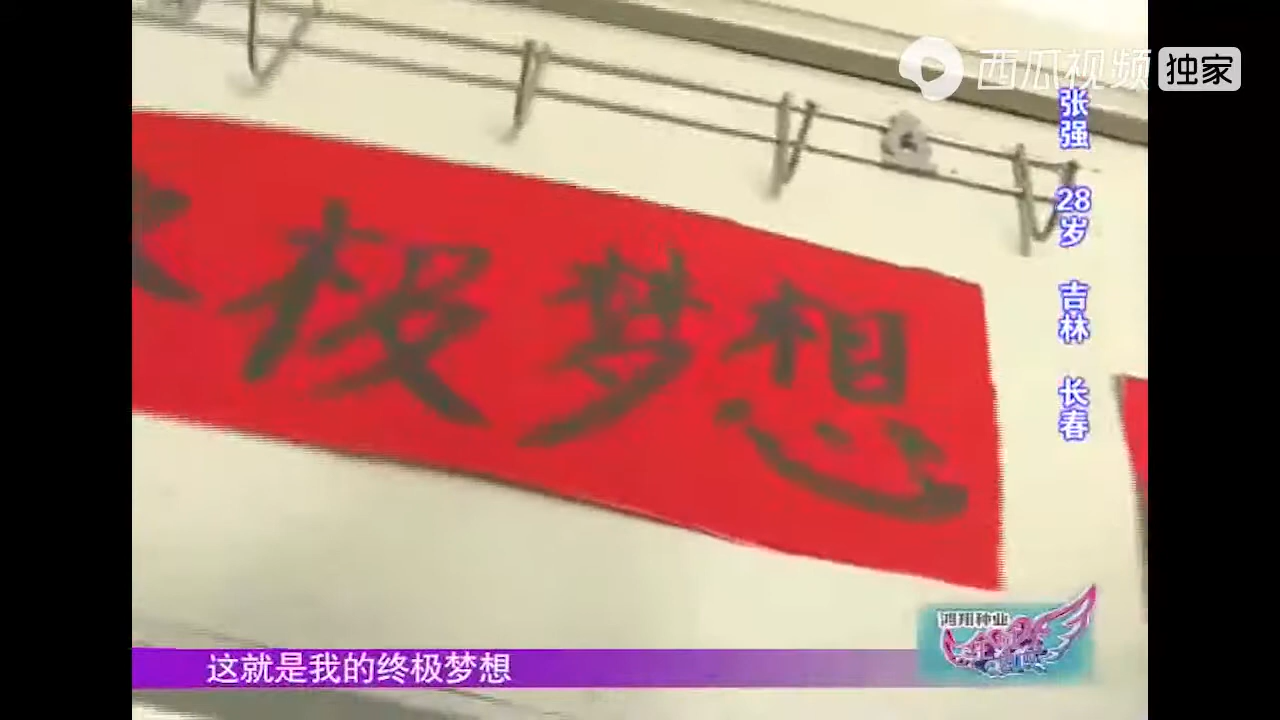 西瓜视频 独家
张强 28岁 吉林 长春
极梦想
鸿翔种业
这就是我的终极梦想